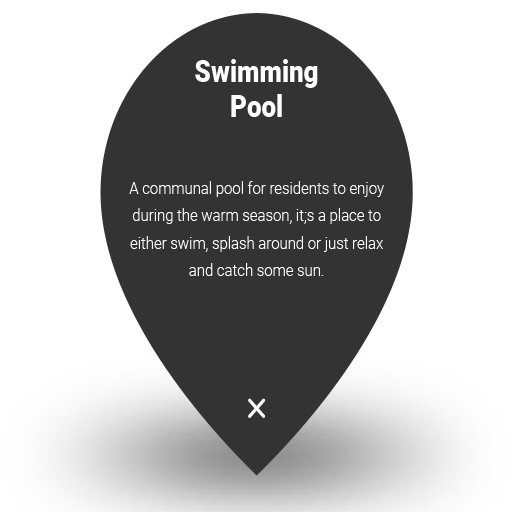 Swimming
Pool
A communal pool for residents to enjoy
during the warm season, it;s a place to
either swim, splash around or just relax
and catch some sun.